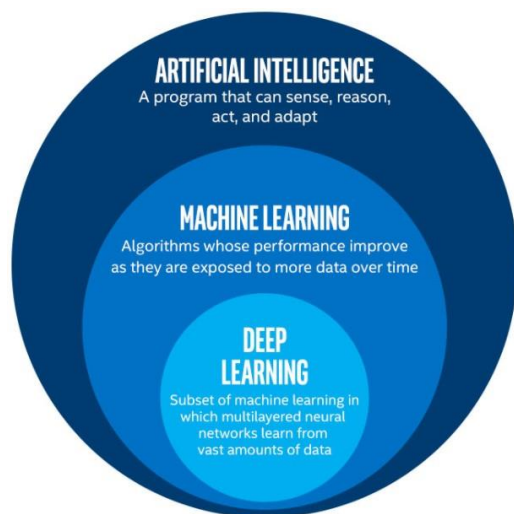 ARTIFICIAL INTELLIGENCE
A program that can sense, reason,
act, and adapt
MACHINE LEARNING
Algorithms whose performance improve
as they are exposed to more data over time
DEEP
LEARNING
Subset of machine learning in
which multilayered neural
networks learn from
vast amounts of data